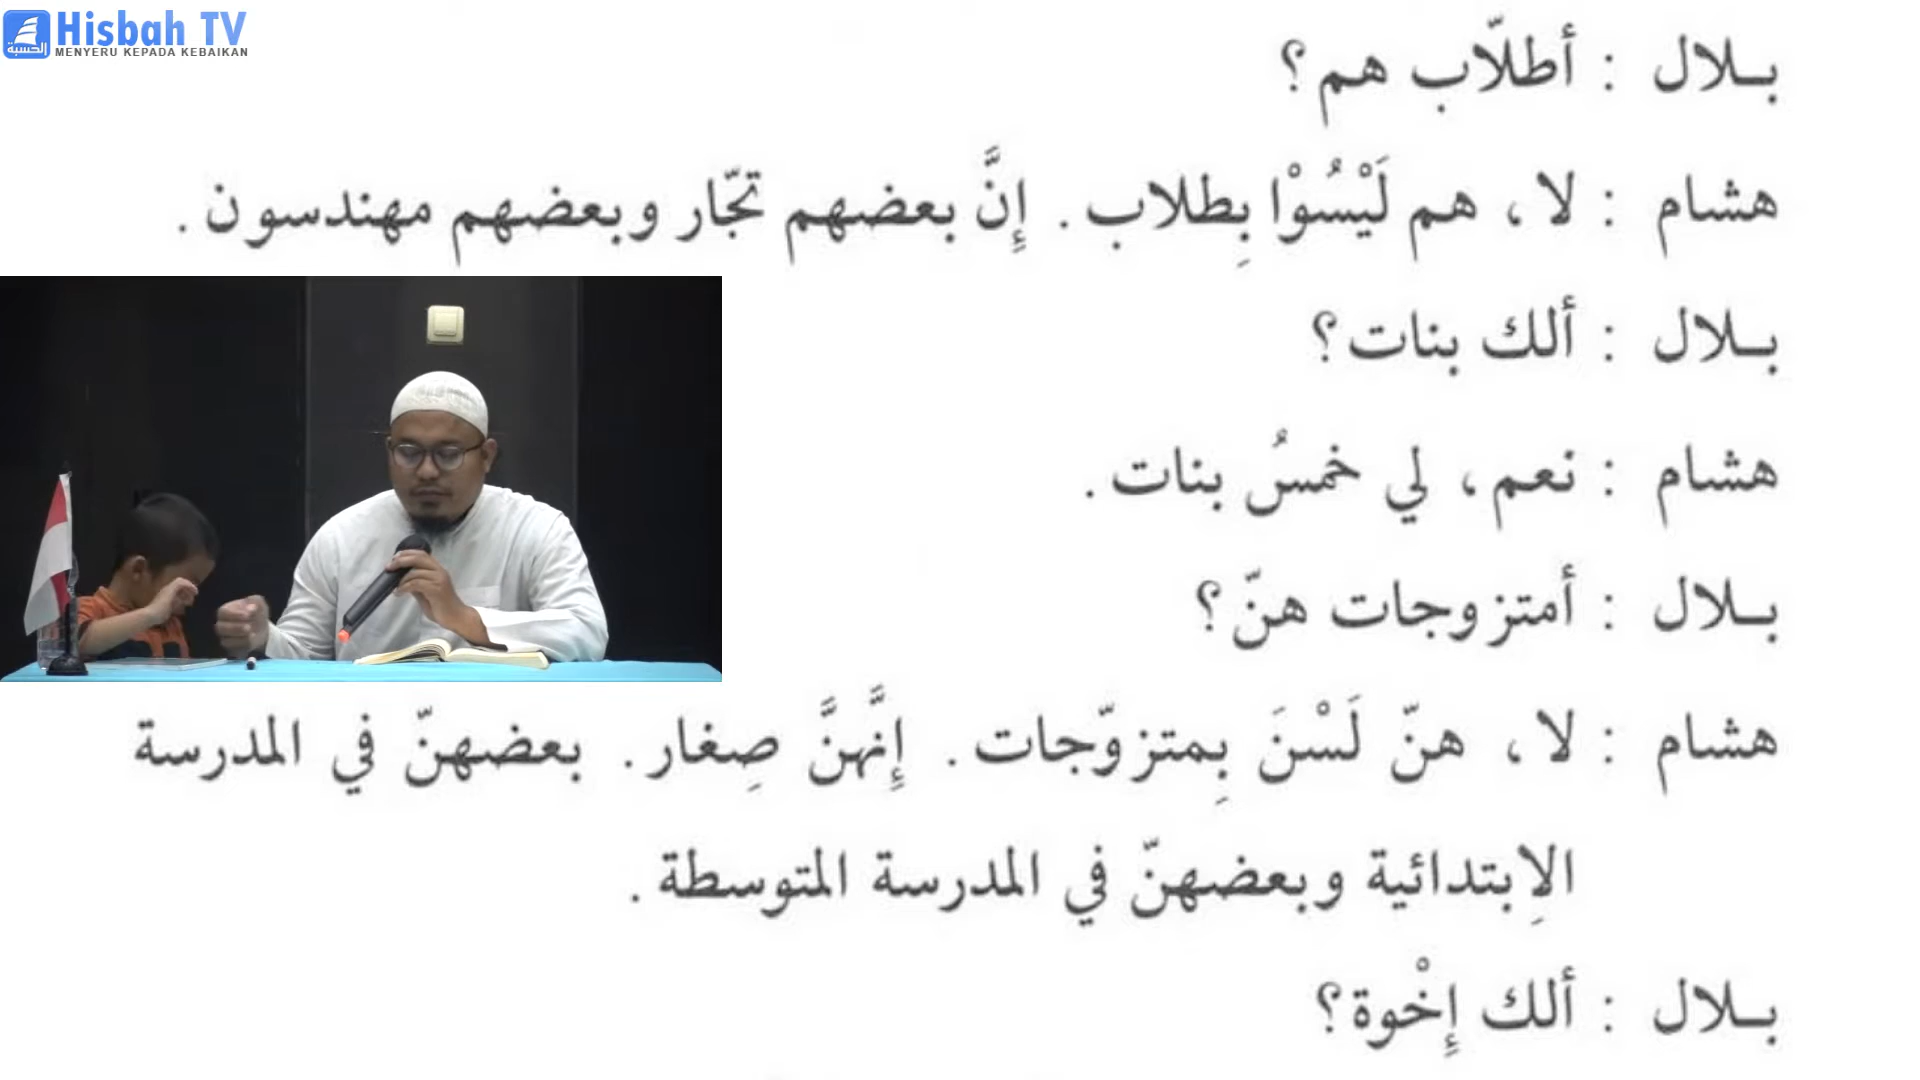 Hisbah TV
الحسبة
MENYERU KEPADA KEBAIKAN
بـلال : أطلاّب هم؟
هشام : لا، هم لَيْسُوْا بِطلاب. إِنَّ بعضهم تجّار وبعضهم مهندسون.
بـلال : ألك بنات؟
هشام : نعم، لي خمسُ بنات.
بـلال : أمتزوجات هنّ؟
هشام : لا، هنّ لَسْنَ بِمتزوّجات. إِنَّهنَّ صِغار. بعضهنّ في المدرسة
الاِبتدائية وبعضهنّ في المدرسة المتوسطة.
بـلال : ألك إِخْوة؟